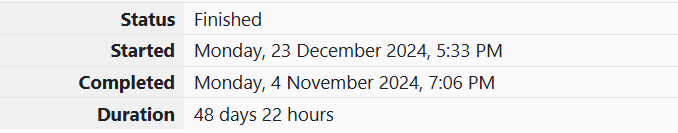 Status Finished
Started Monday, 23 December 2024, 5:33 PM
Completed Monday, 4 November 2024, 7:06 PM
Duration 48 days 22 hours